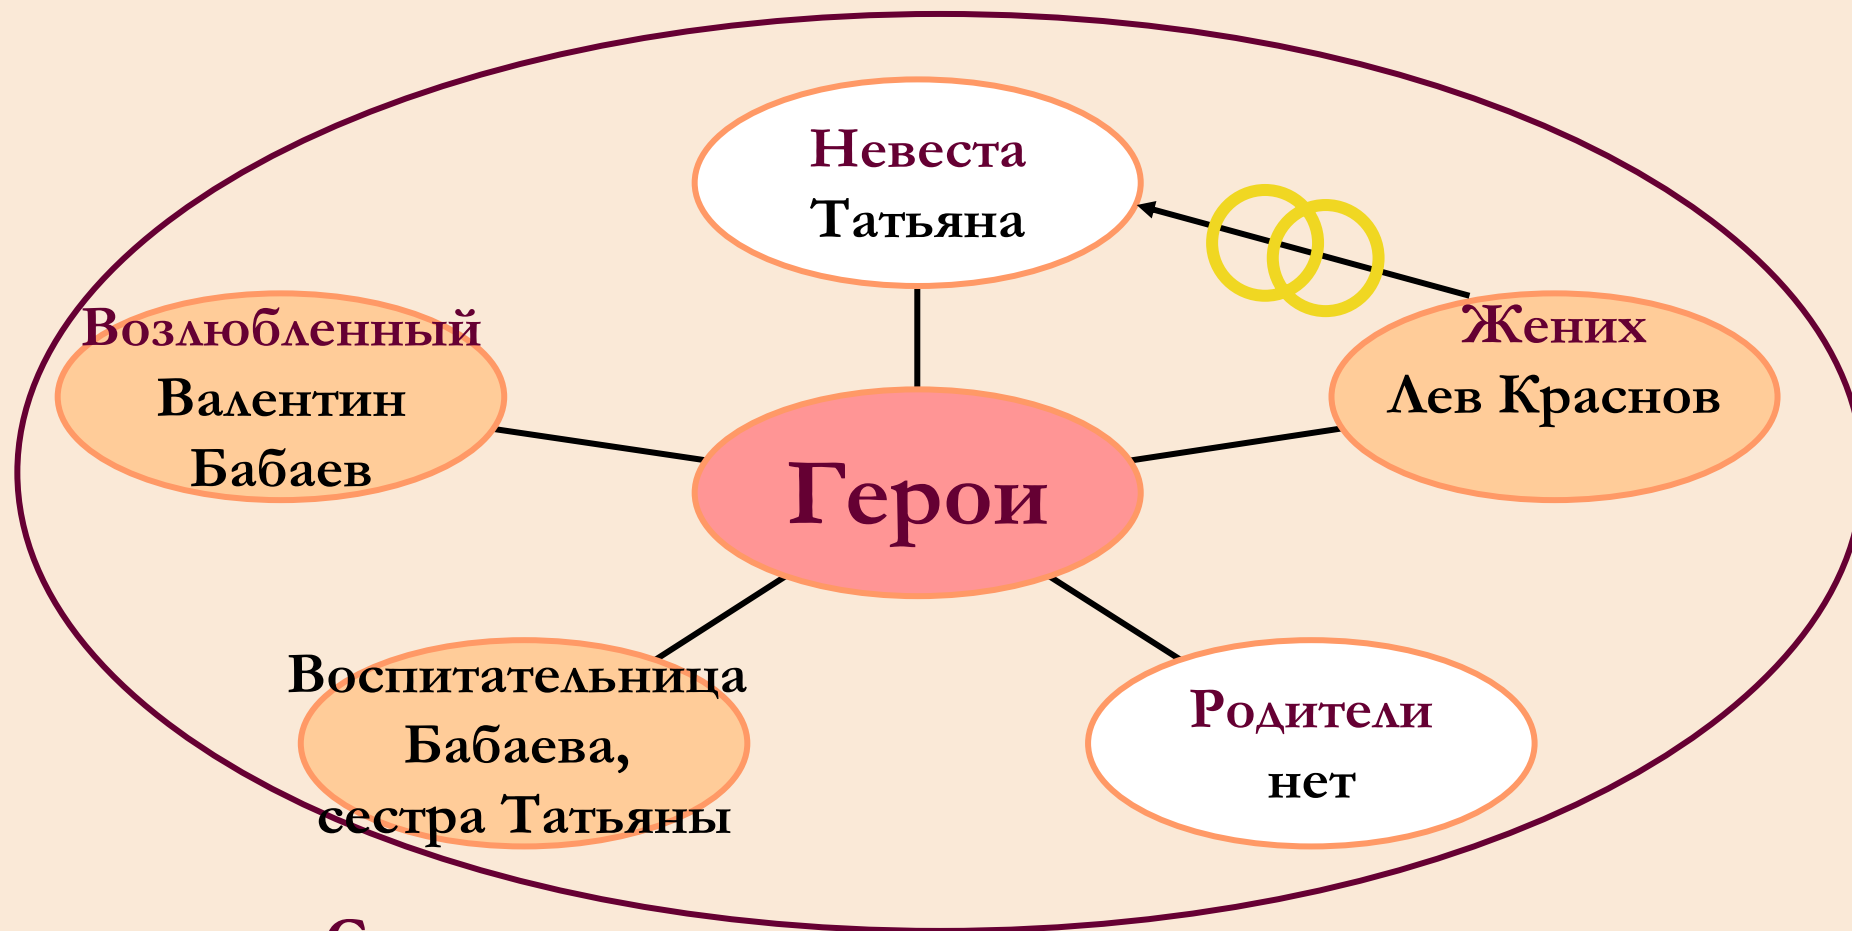 Невеста
Татьяна
Возлюбленный
Валентин
Бабаев
Жених
Лев Краснов
Герои
Воспитательница
Бабаева,
сестра Татьяны
Родители
нет